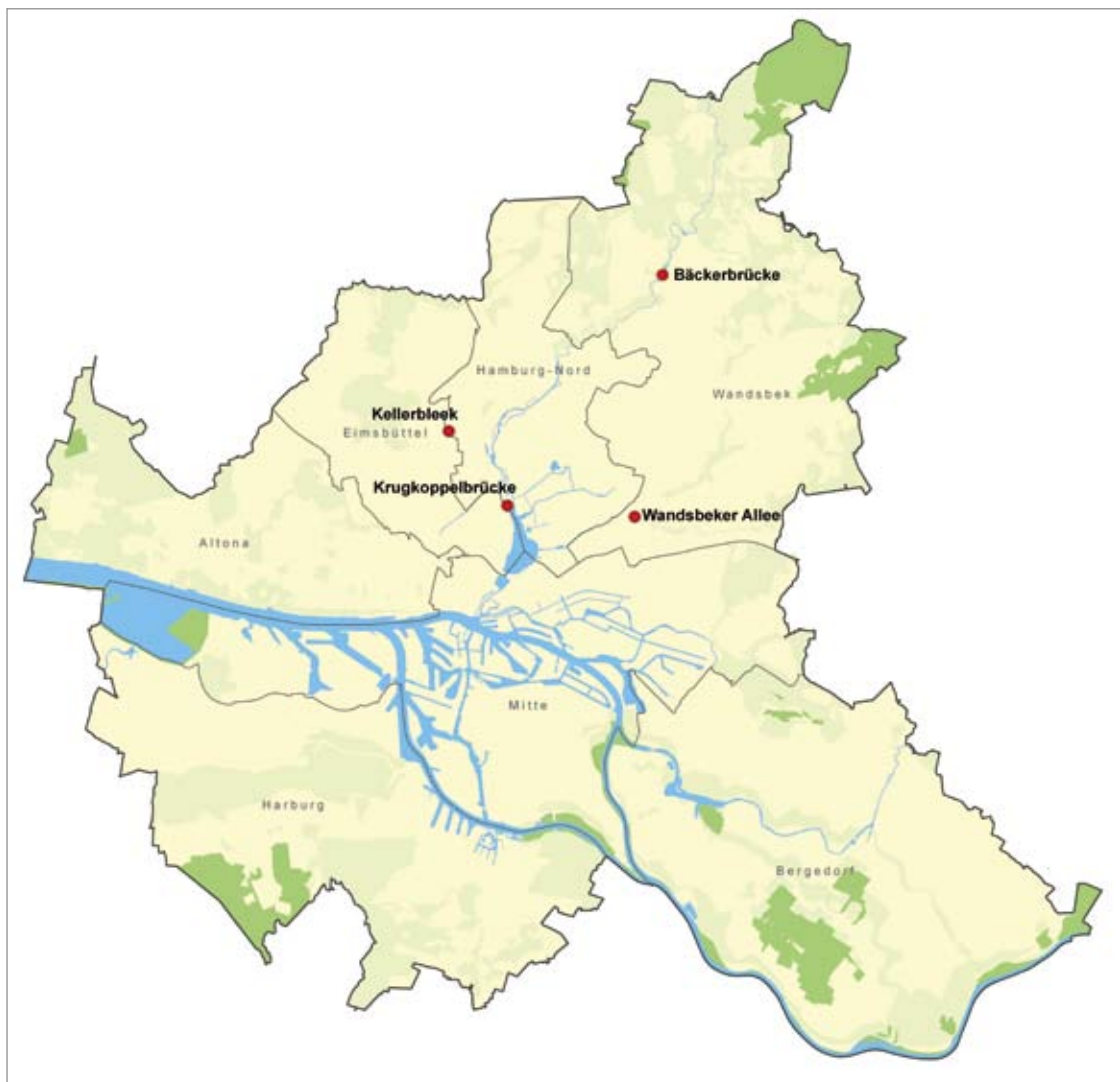 Bäckerbrücke
Hamburg-Nord
Wandsbek
Kellerbleek
Eimsbüttel
Krugkoppelbrücke
Wandsbeker Allee
Altona
Mitte
Harburg
Bergedorf